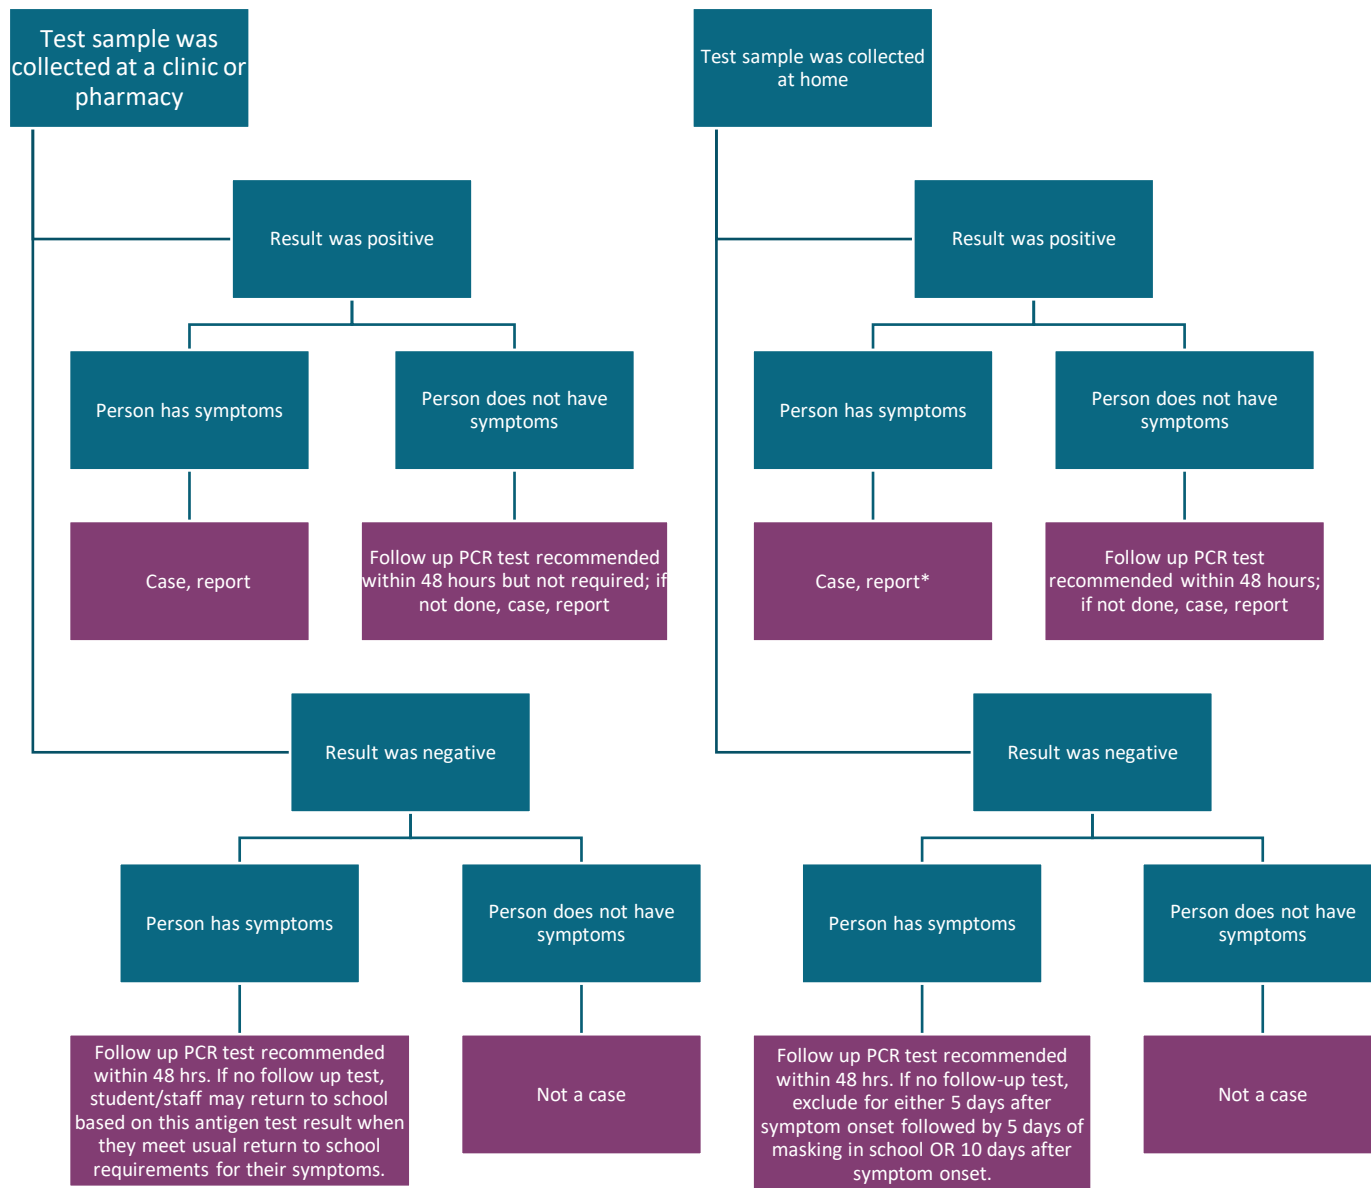 Test sample was
collected at a clinic or
pharmacy
Test sample was collected
at home
Result was positive
Result was positive
Person has symptoms
Person does not have
symptoms
Person has symptoms
Person does not have
symptoms
Case, report
Follow up PCR test recommended
within 48 hours but not required; if
not done, case, report
Case, report*
Follow up PCR test
recommended within 48 hours;
if not done, case, report
Result was negative
Result was negative
Person has symptoms
Person does not have
symptoms
Person has symptoms
Person does not have
symptoms
Follow up PCR test recommended
within 48 hrs. If no follow up test,
student/staff may return to school
based on this antigen test result when
they meet usual return to school
requirements for their symptoms.
Not a case
Follow up PCR test recommended
within 48 hrs. If no follow-up test,
exclude for either 5 days after
symptom onset followed by 5 days of
masking in school OR 10 days after
symptom onset.
Not a case